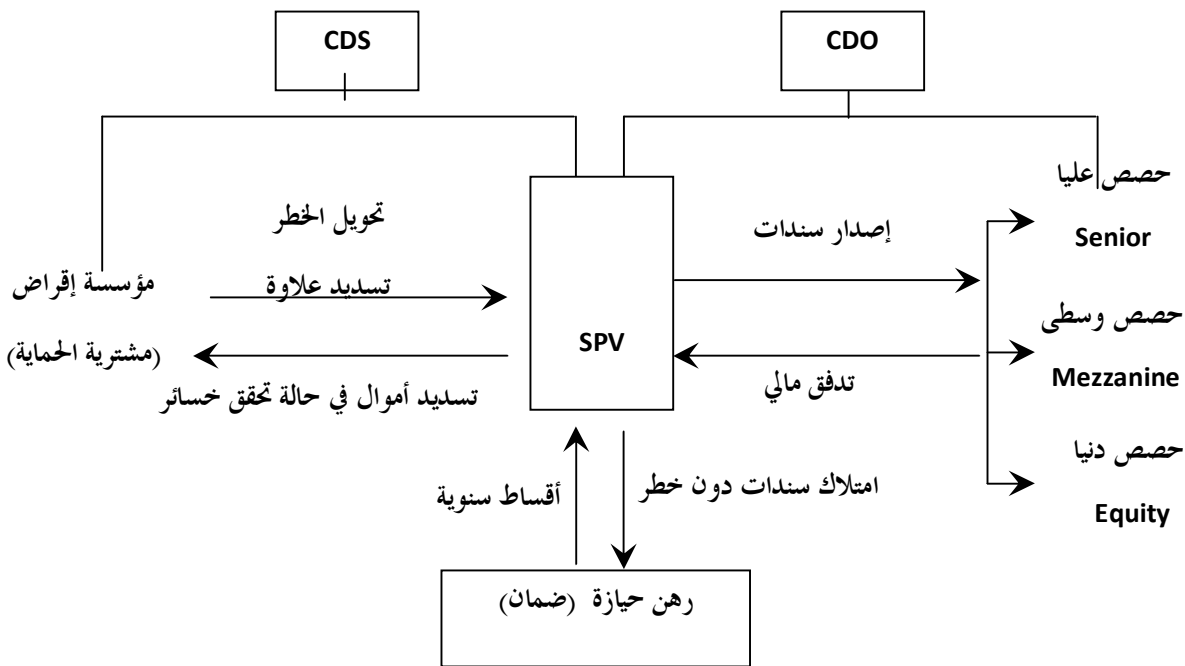 CDS
CDO
حصص عليا
Senior
تحويل الخطر
إصدار سندات
مؤسسة إقراض
تسديد علاوة
حصص وسطى
SPV
(مشترية الحماية)
Mezzanine
تدفق مالي
تسديد أموال في حالة تحقق خسائر
حصص دنيا
امتلاك سندات دون خطر
أقساط سنوية
Equity
رهن حيازة (ضمان)